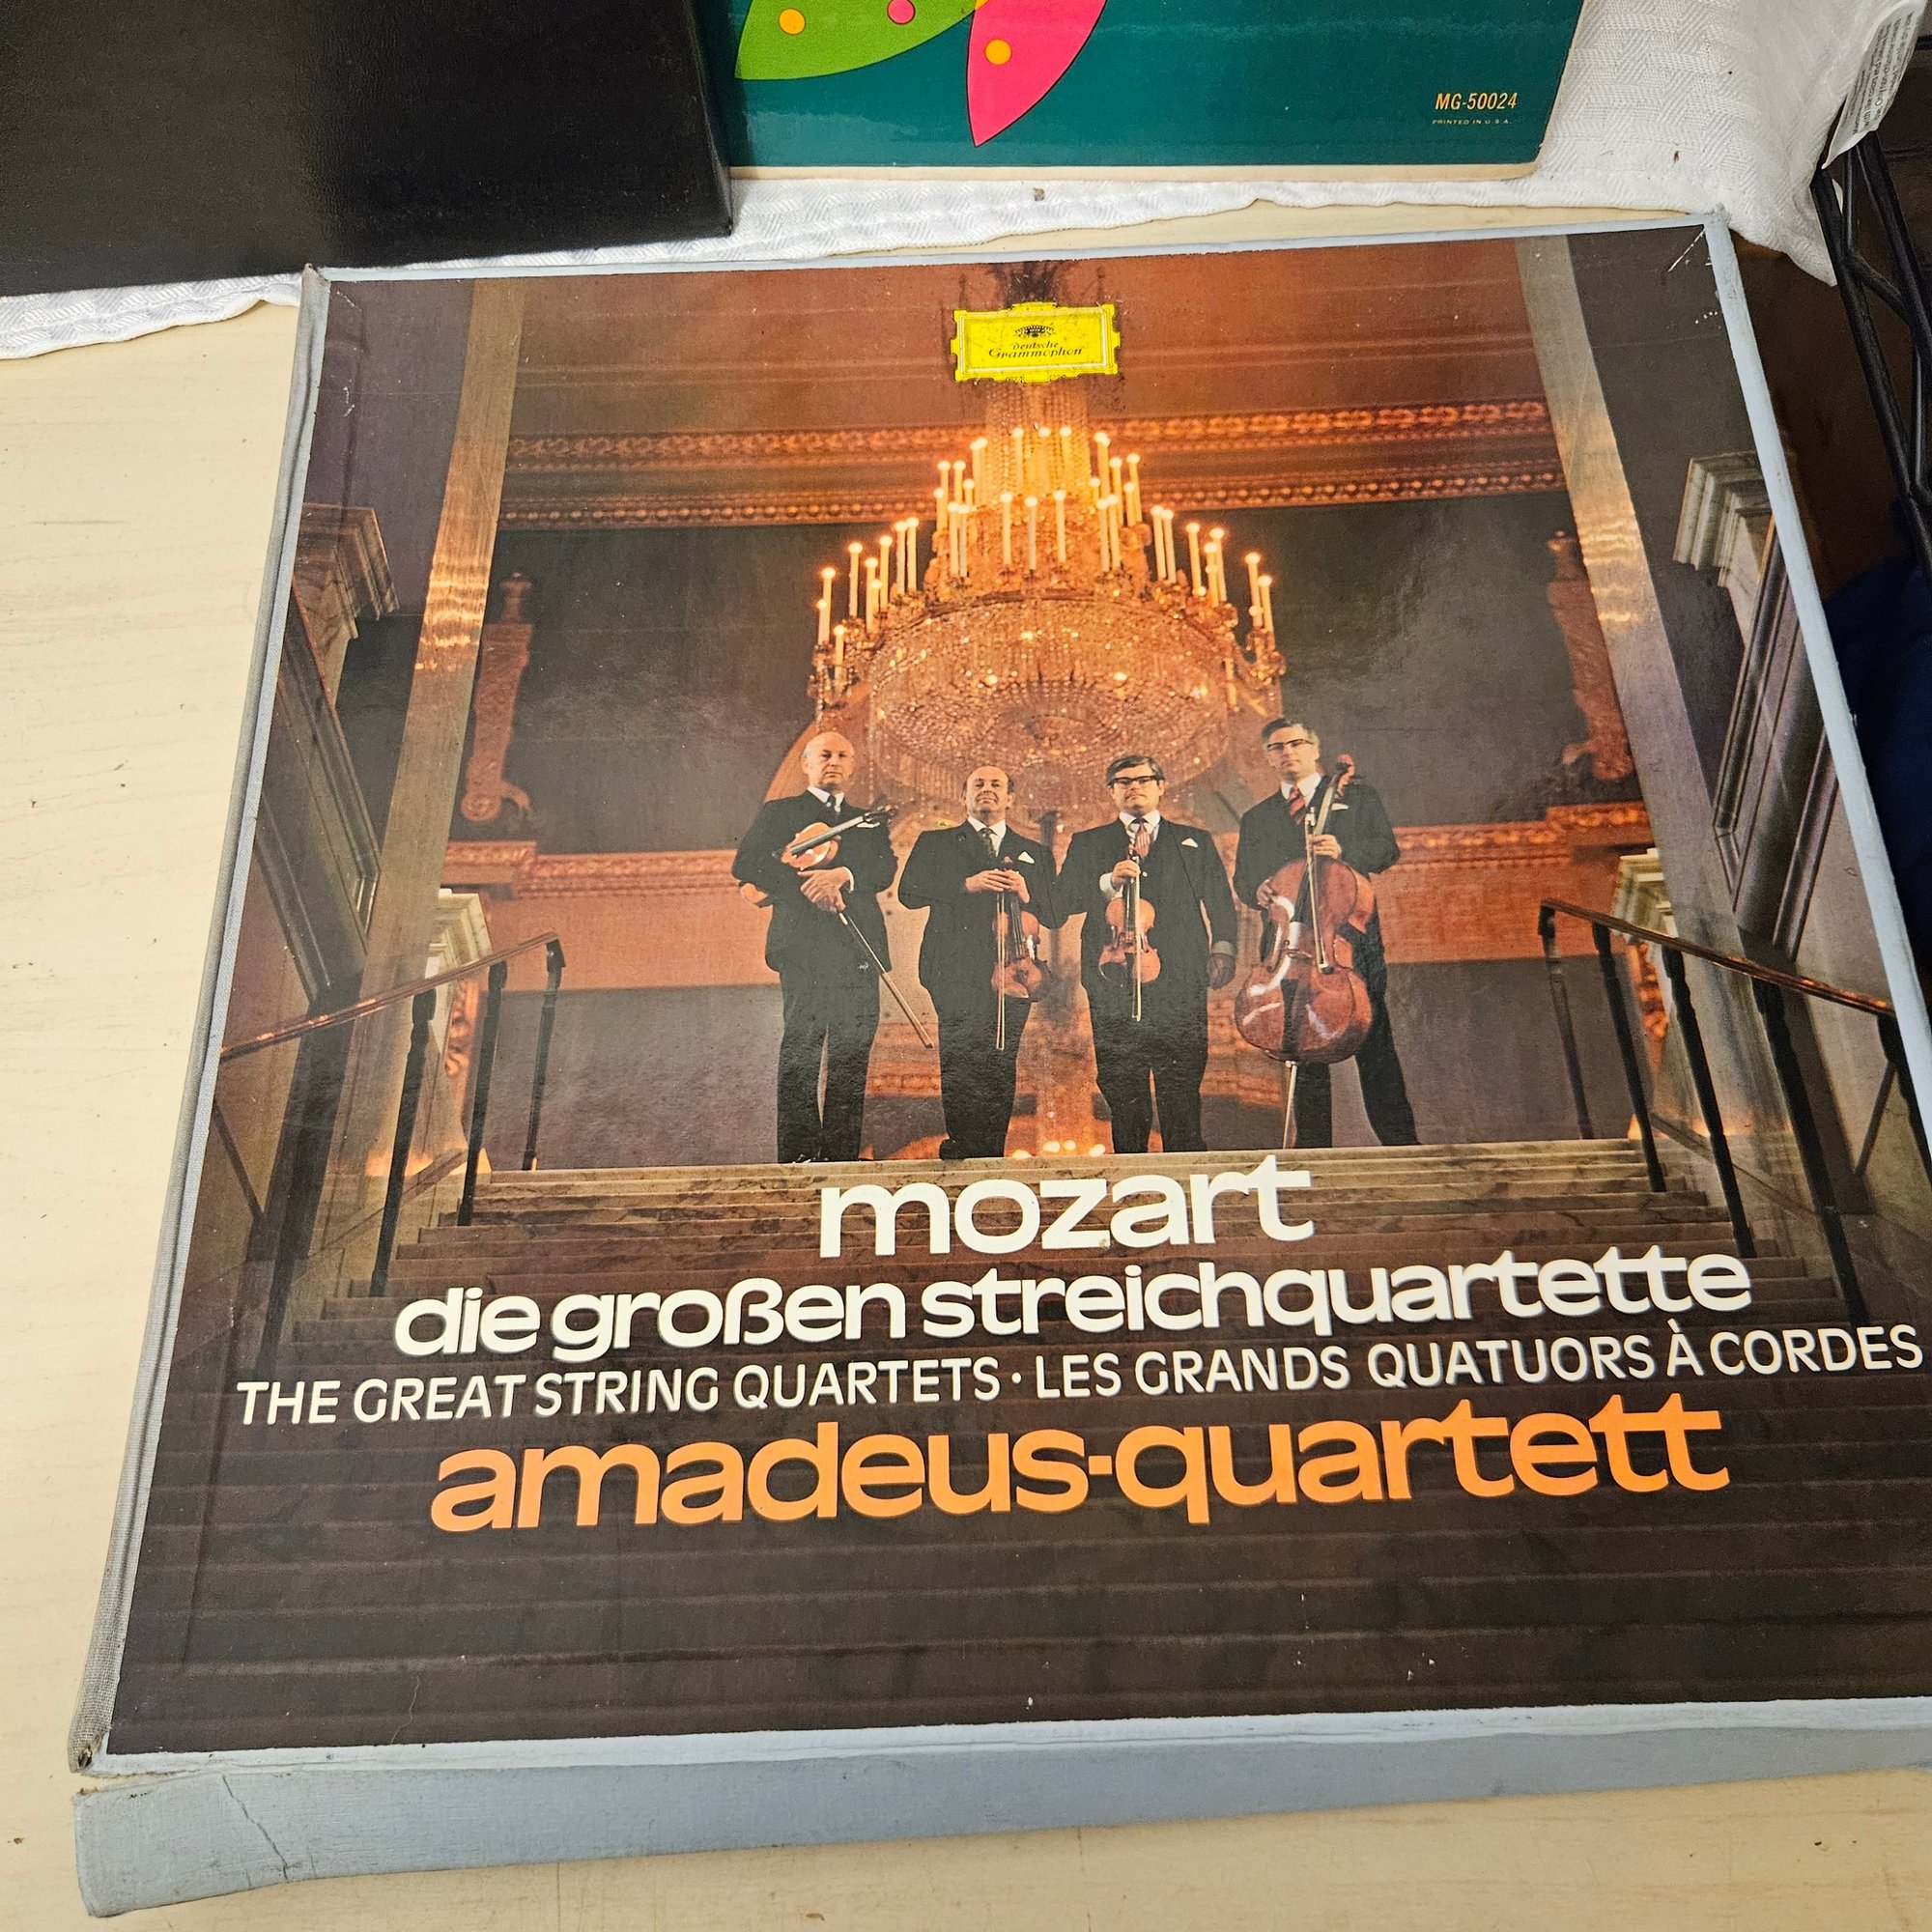 MG-50024
PRINTED IN U.S.A.
Deutsche
Grammophon
mozart
die großen streichquartette
THE GREAT STRING QUARTETS · LES GRANDS QUATUORS À CORDES
amadeus-quartett